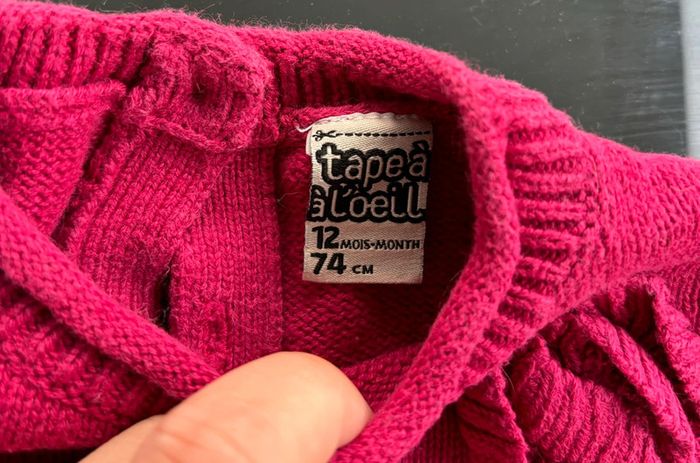 tape à
à l'oeil
12 MOIS-MONTH
74 CM